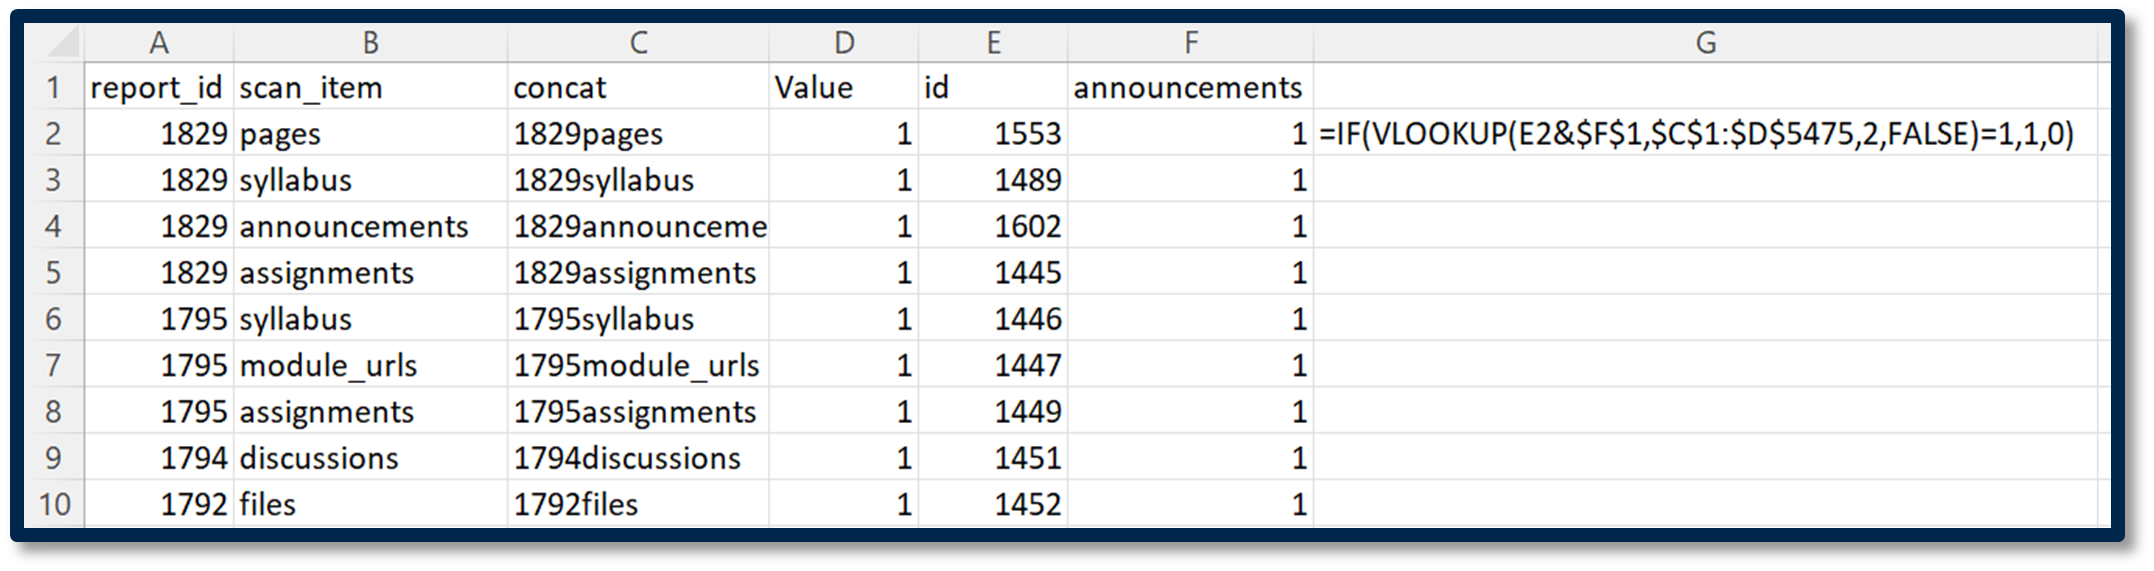 A B C D E F G
1 report_id scan_item concat Value id announcements
2 1829 pages 1829pages 1 1553 1 =IF(VLOOKUP(E2&$F$1,$C$1:$D$5475,2,FALSE)=1,1,0)
3 1829 syllabus 1829syllabus 1 1489 1
4 1829 announcements 1829announceme 1 1602 1
5 1829 assignments 1829assignments 1 1445 1
6 1795 syllabus 1795syllabus 1 1446 1
7 1795 module_urls 1795module_urls 1 1447 1
8 1795 assignments 1795assignments 1 1449 1
9 1794 discussions 1794discussions 1 1451 1
10 1792 files 1792files 1 1452 1